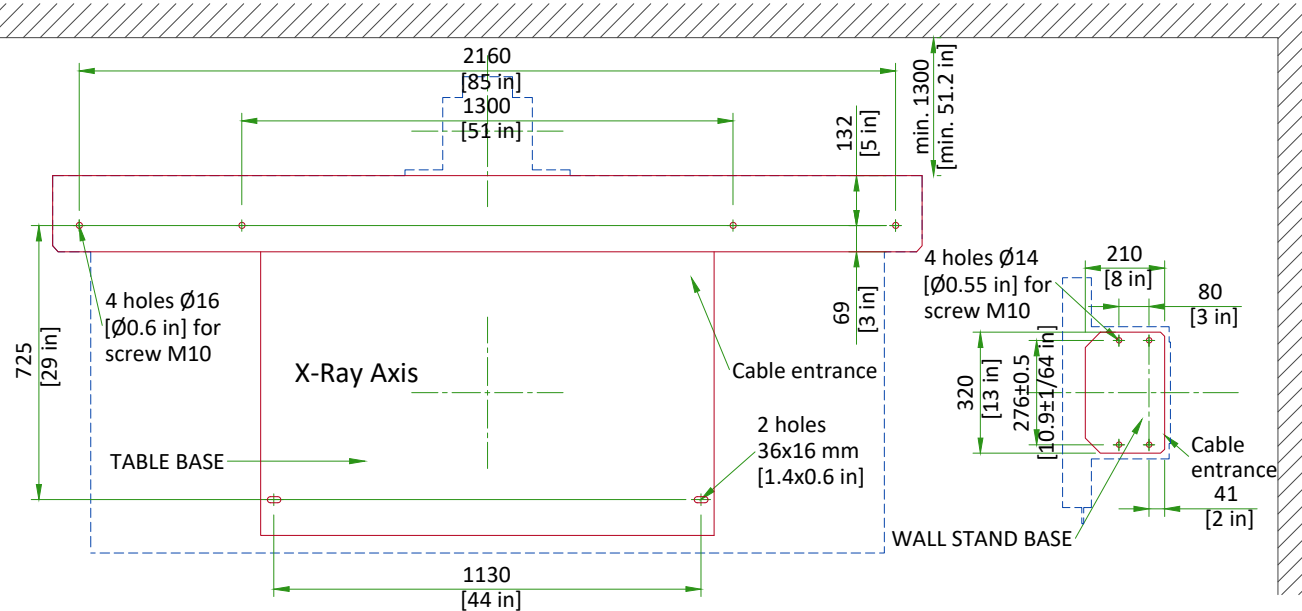 2160
[85 in]
1300
[51 in]
132
[5 in]
min. 1300
[min. 51.2 in]
4 holes Ø16
[Ø0.6 in] for
screw M10
725
[29 in]
X-Ray Axis
69
[3 in]
Cable entrance
TABLE BASE
2 holes
36x16 mm
[1.4x0.6 in]
1130
[44 in]
4 holes Ø14
[Ø0.55 in] for
screw M10
210
[8 in]
80
[3 in]
320
[13 in]
276±0.5
[10.9±1/64 in]
Cable
entrance
41
[2 in]
WALL STAND BASE